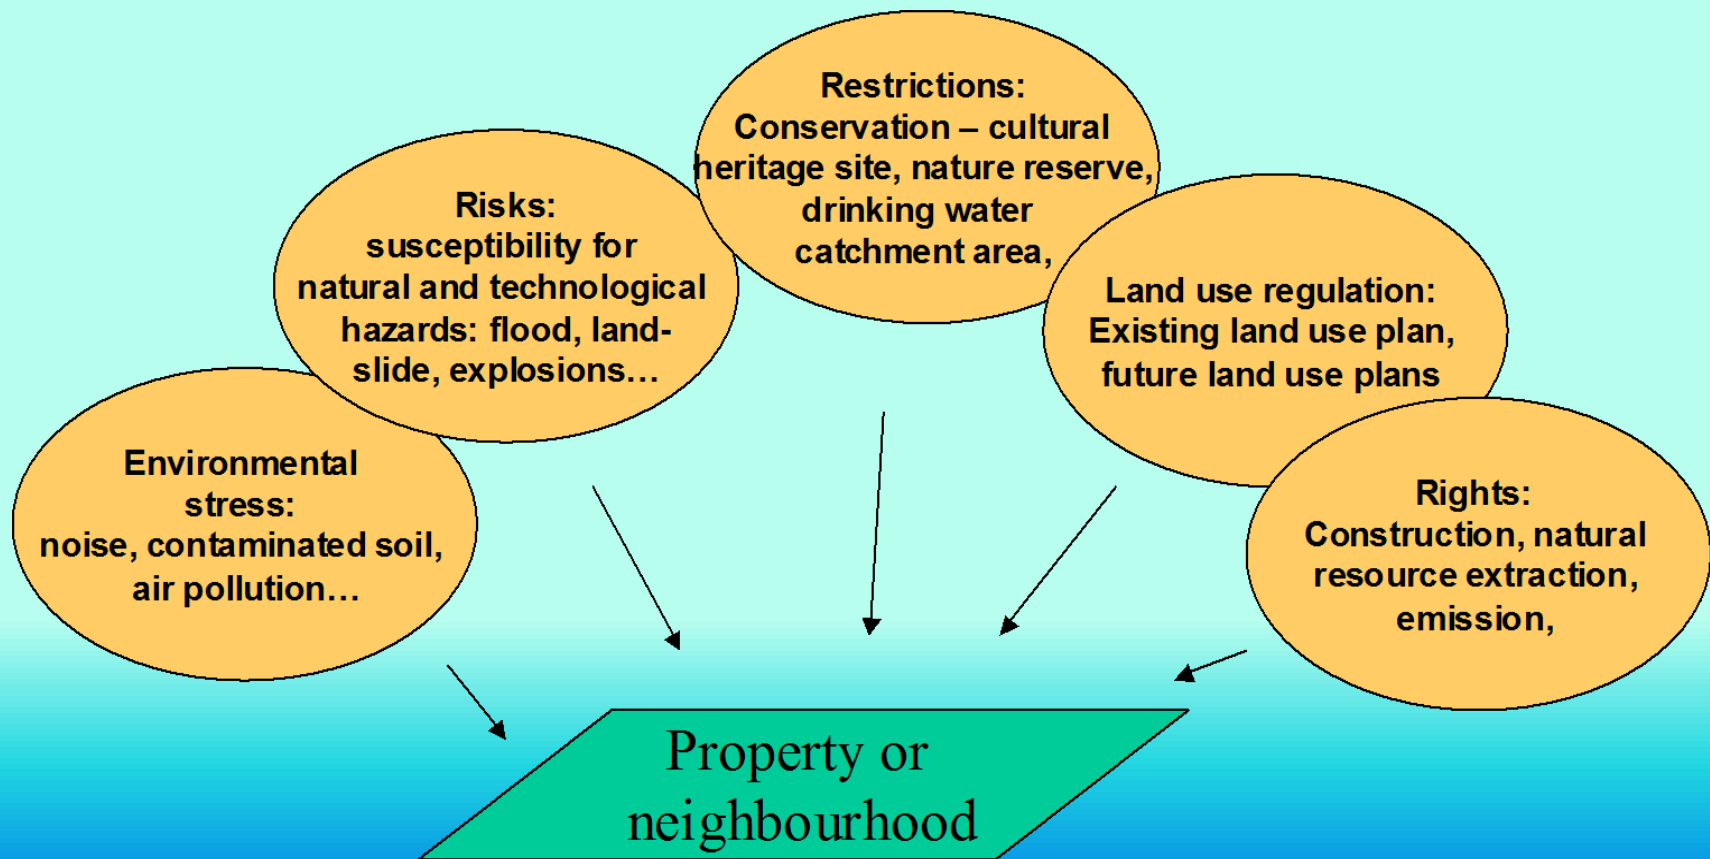 Restrictions:
Conservation – cultural
heritage site, nature reserve,
drinking water
catchment area,
Risks:
susceptibility for
natural and technological
hazards: flood, land-
slide, explosions…
Land use regulation:
Existing land use plan,
future land use plans
Environmental
stress:
noise, contaminated soil,
air pollution…
Rights:
Construction, natural
resource extraction,
emission,
Property or
neighbourhood